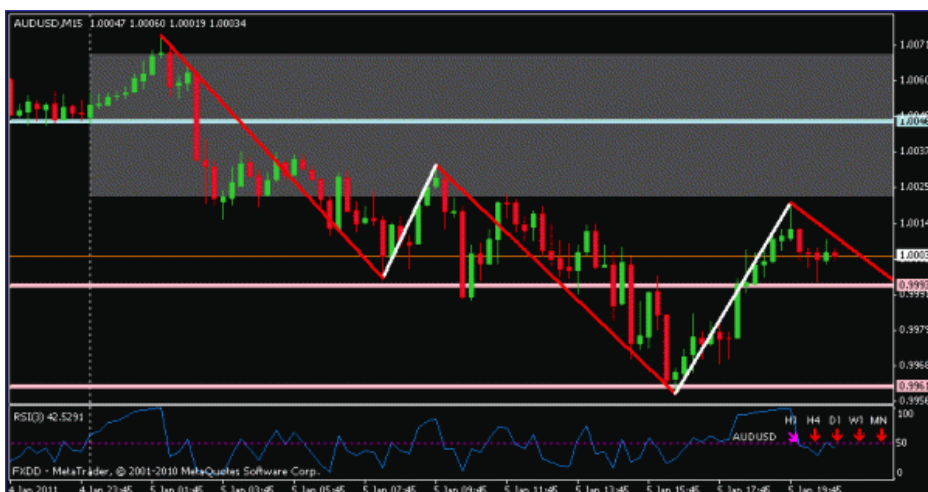 AUDUSD,M15 1.00047 1.00060 1.00019 1.00034
1.0071
1.0060
1.0046
1.0037
1.0025
1.0014
1.0003
0.9993
0.9979
0.9968
0.9961
0.9956
RSI(3) 42.5291
100
H1 H4 D1 W1 MN
AUDUSD
50
FXDD - MetaTrader, © 2001-2010 MetaQuotes Software Corp.
0
4 Jan 2011 4 Jan 23:45 5 Jan 01:45 5 Jan 03:45 5 Jan 05:45 5 Jan 07:45 5 Jan 09:45 5 Jan 11:45 5 Jan 13:45 5 Jan 15:45 5 Jan 17:45 5 Jan 19:45